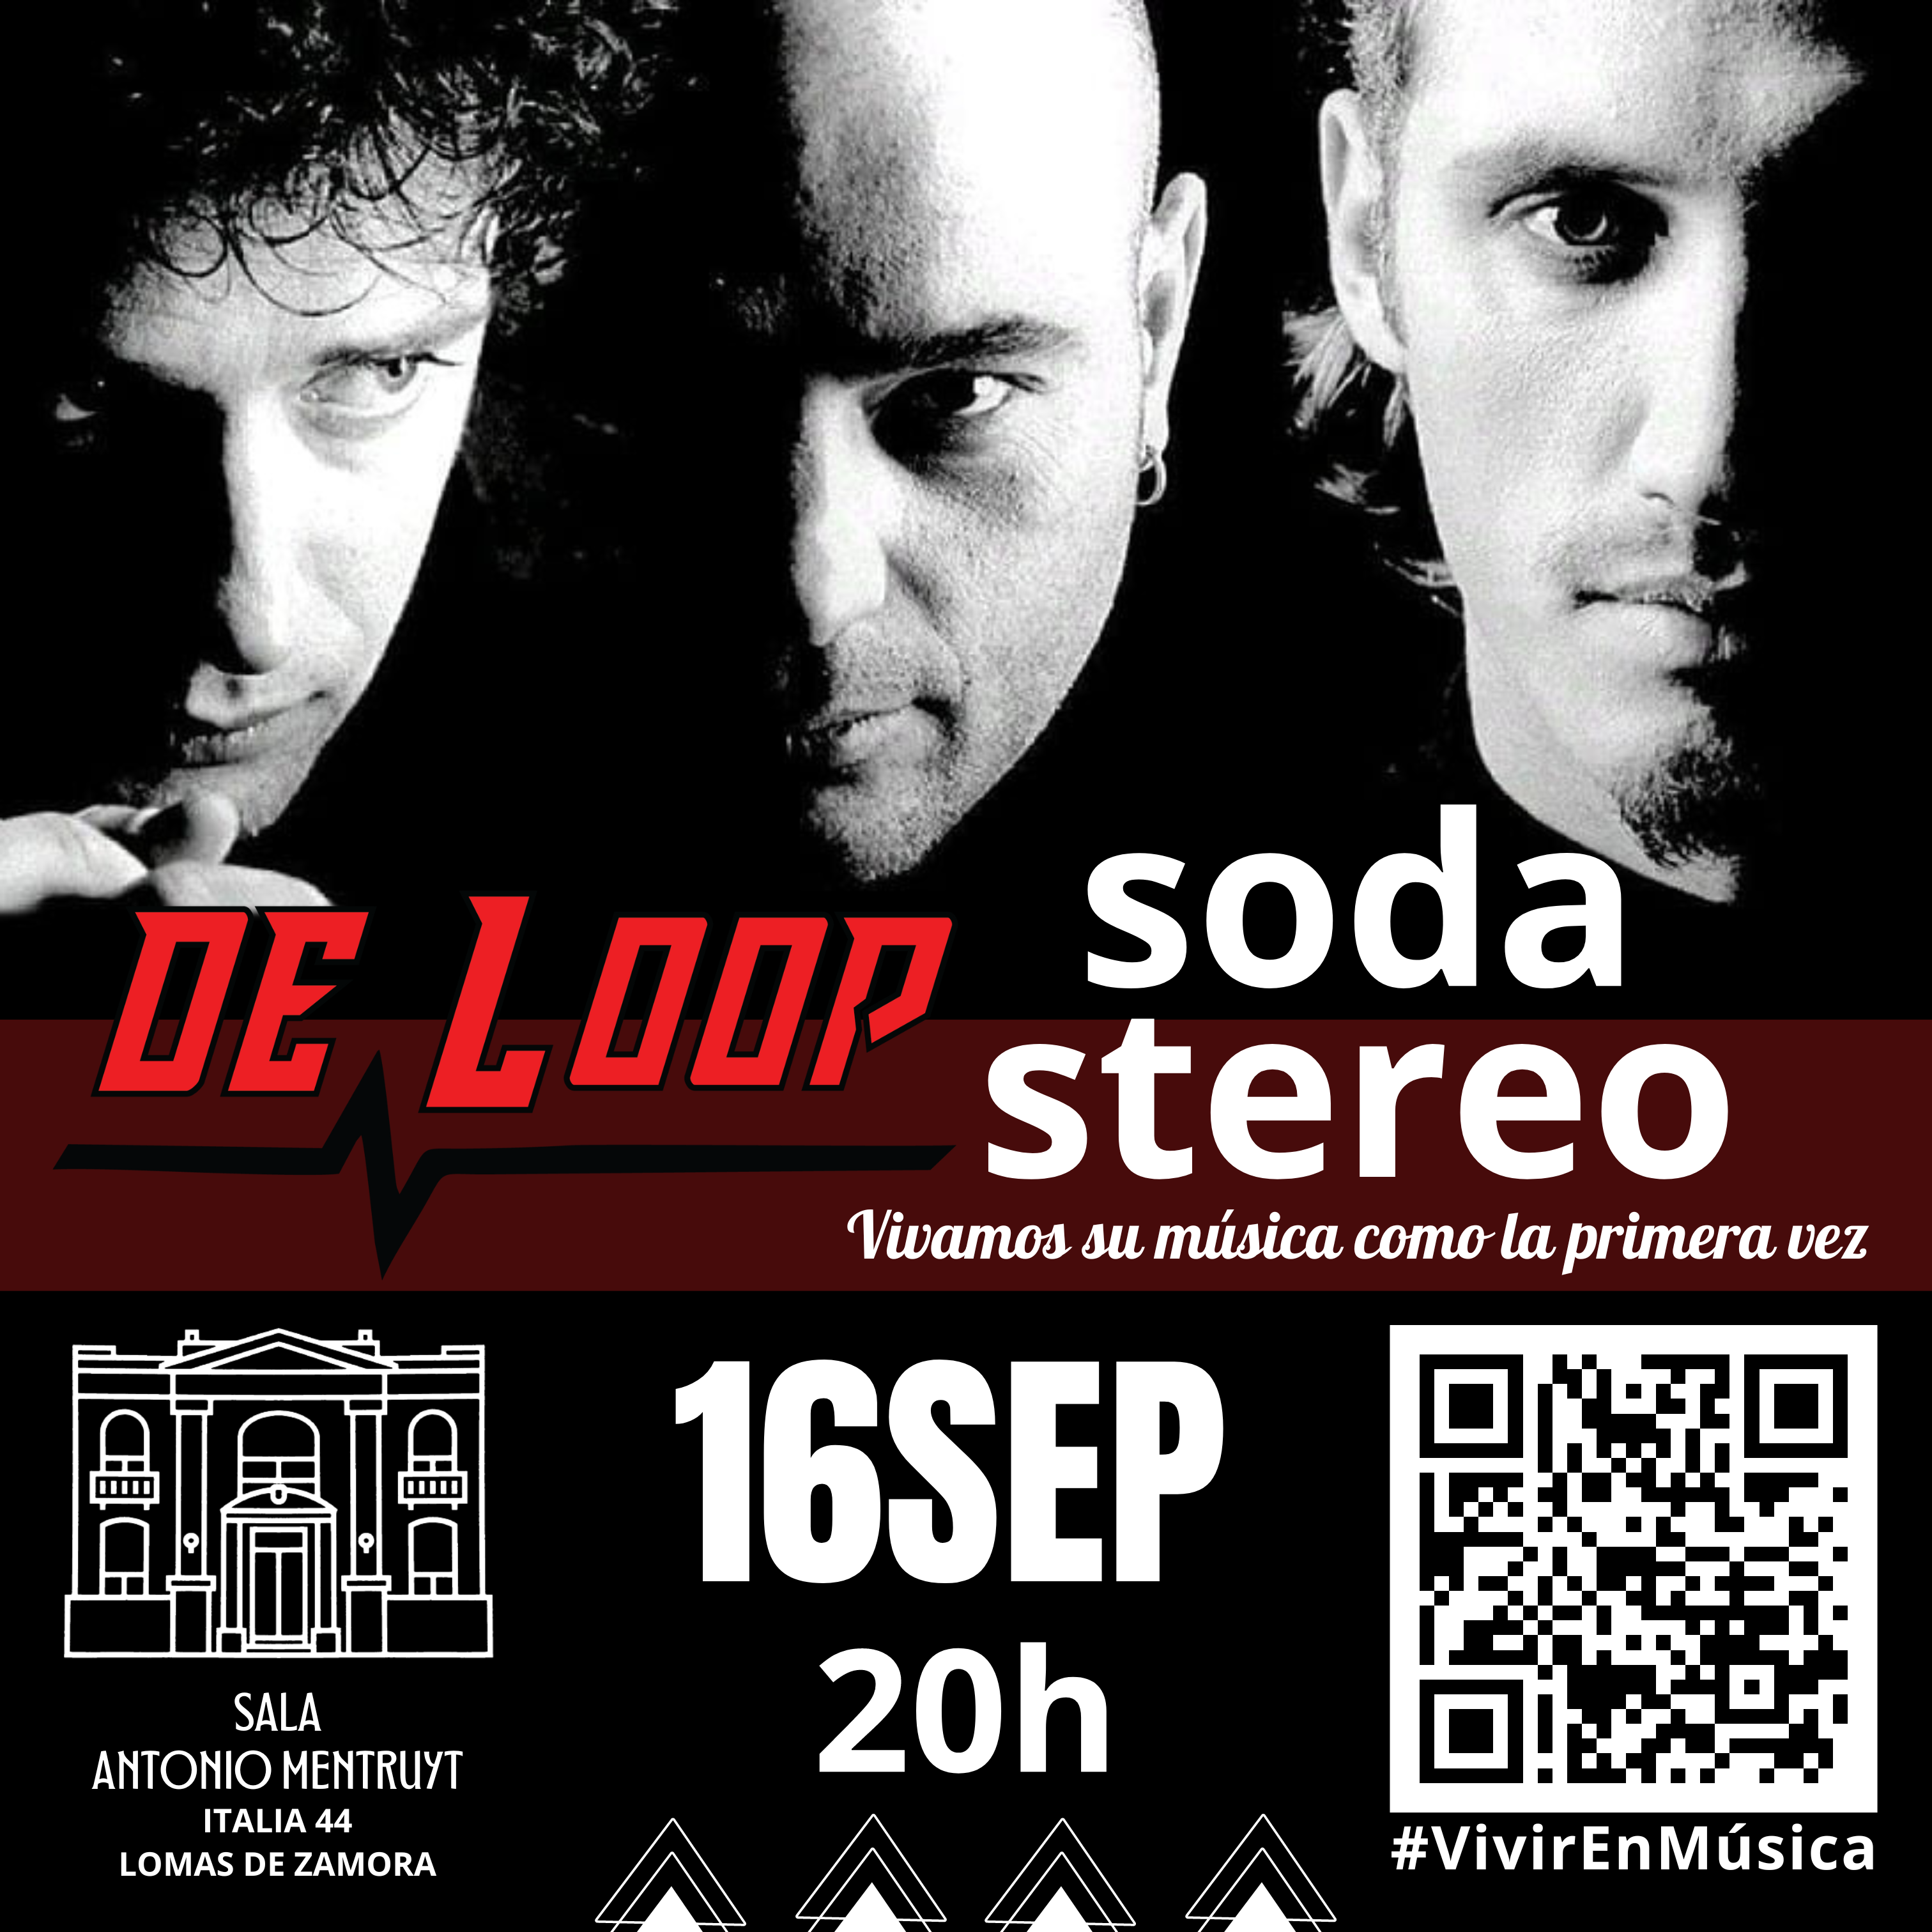 DE LOOP
soda
stereo
Vivamos su música como la primera vez
16SEP
20h
SALA
ANTONIO MENTRUYT
ITALIA 44
LOMAS DE ZAMORA
#VivirEnMúsica